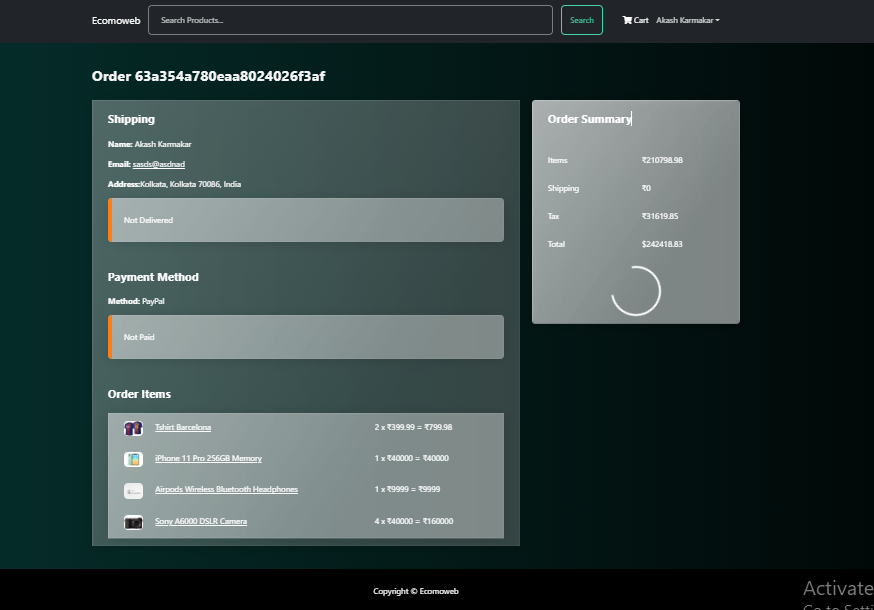 Ecomoweb Search Products... Search Cart Akash Karmakar
Order 63a354a780eaa8024026f3af
Shipping
Name: Akash Karmakar
Email: sasds@asdnad
Address:Kolkata, Kolkata 70086, India
Not Delivered
Payment Method
Method: PayPal
Not Paid
Order Items
Tshirt Barcelona 2 x ₹399.99 = ₹799.98
iPhone 11 Pro 256GB Memory 1 x ₹40000 = ₹40000
Airpods Wireless Bluetooth Headphones 1 x ₹9999 = ₹9999
Sony A6000 DSLR Camera 4 x ₹40000 = ₹160000
Order Summary
Items ₹210798.98
Shipping ₹0
Tax ₹31619.85
Total $242418.83
Copyright © Ecomoweb
Activate
Go to Setti